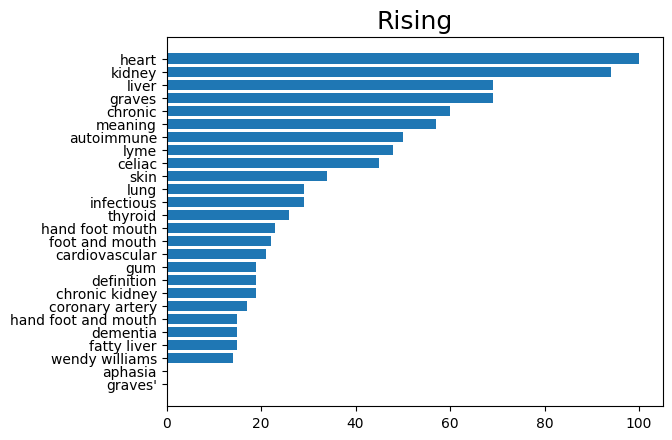 Rising
heart
kidney
liver
graves
chronic
meaning
autoimmune
lyme
celiac
skin
lung
infectious
thyroid
hand foot mouth
foot and mouth
cardiovascular
gum
definition
chronic kidney
coronary artery
hand foot and mouth
dementia
fatty liver
wendy williams
aphasia
graves'
0 20 40 60 80 100